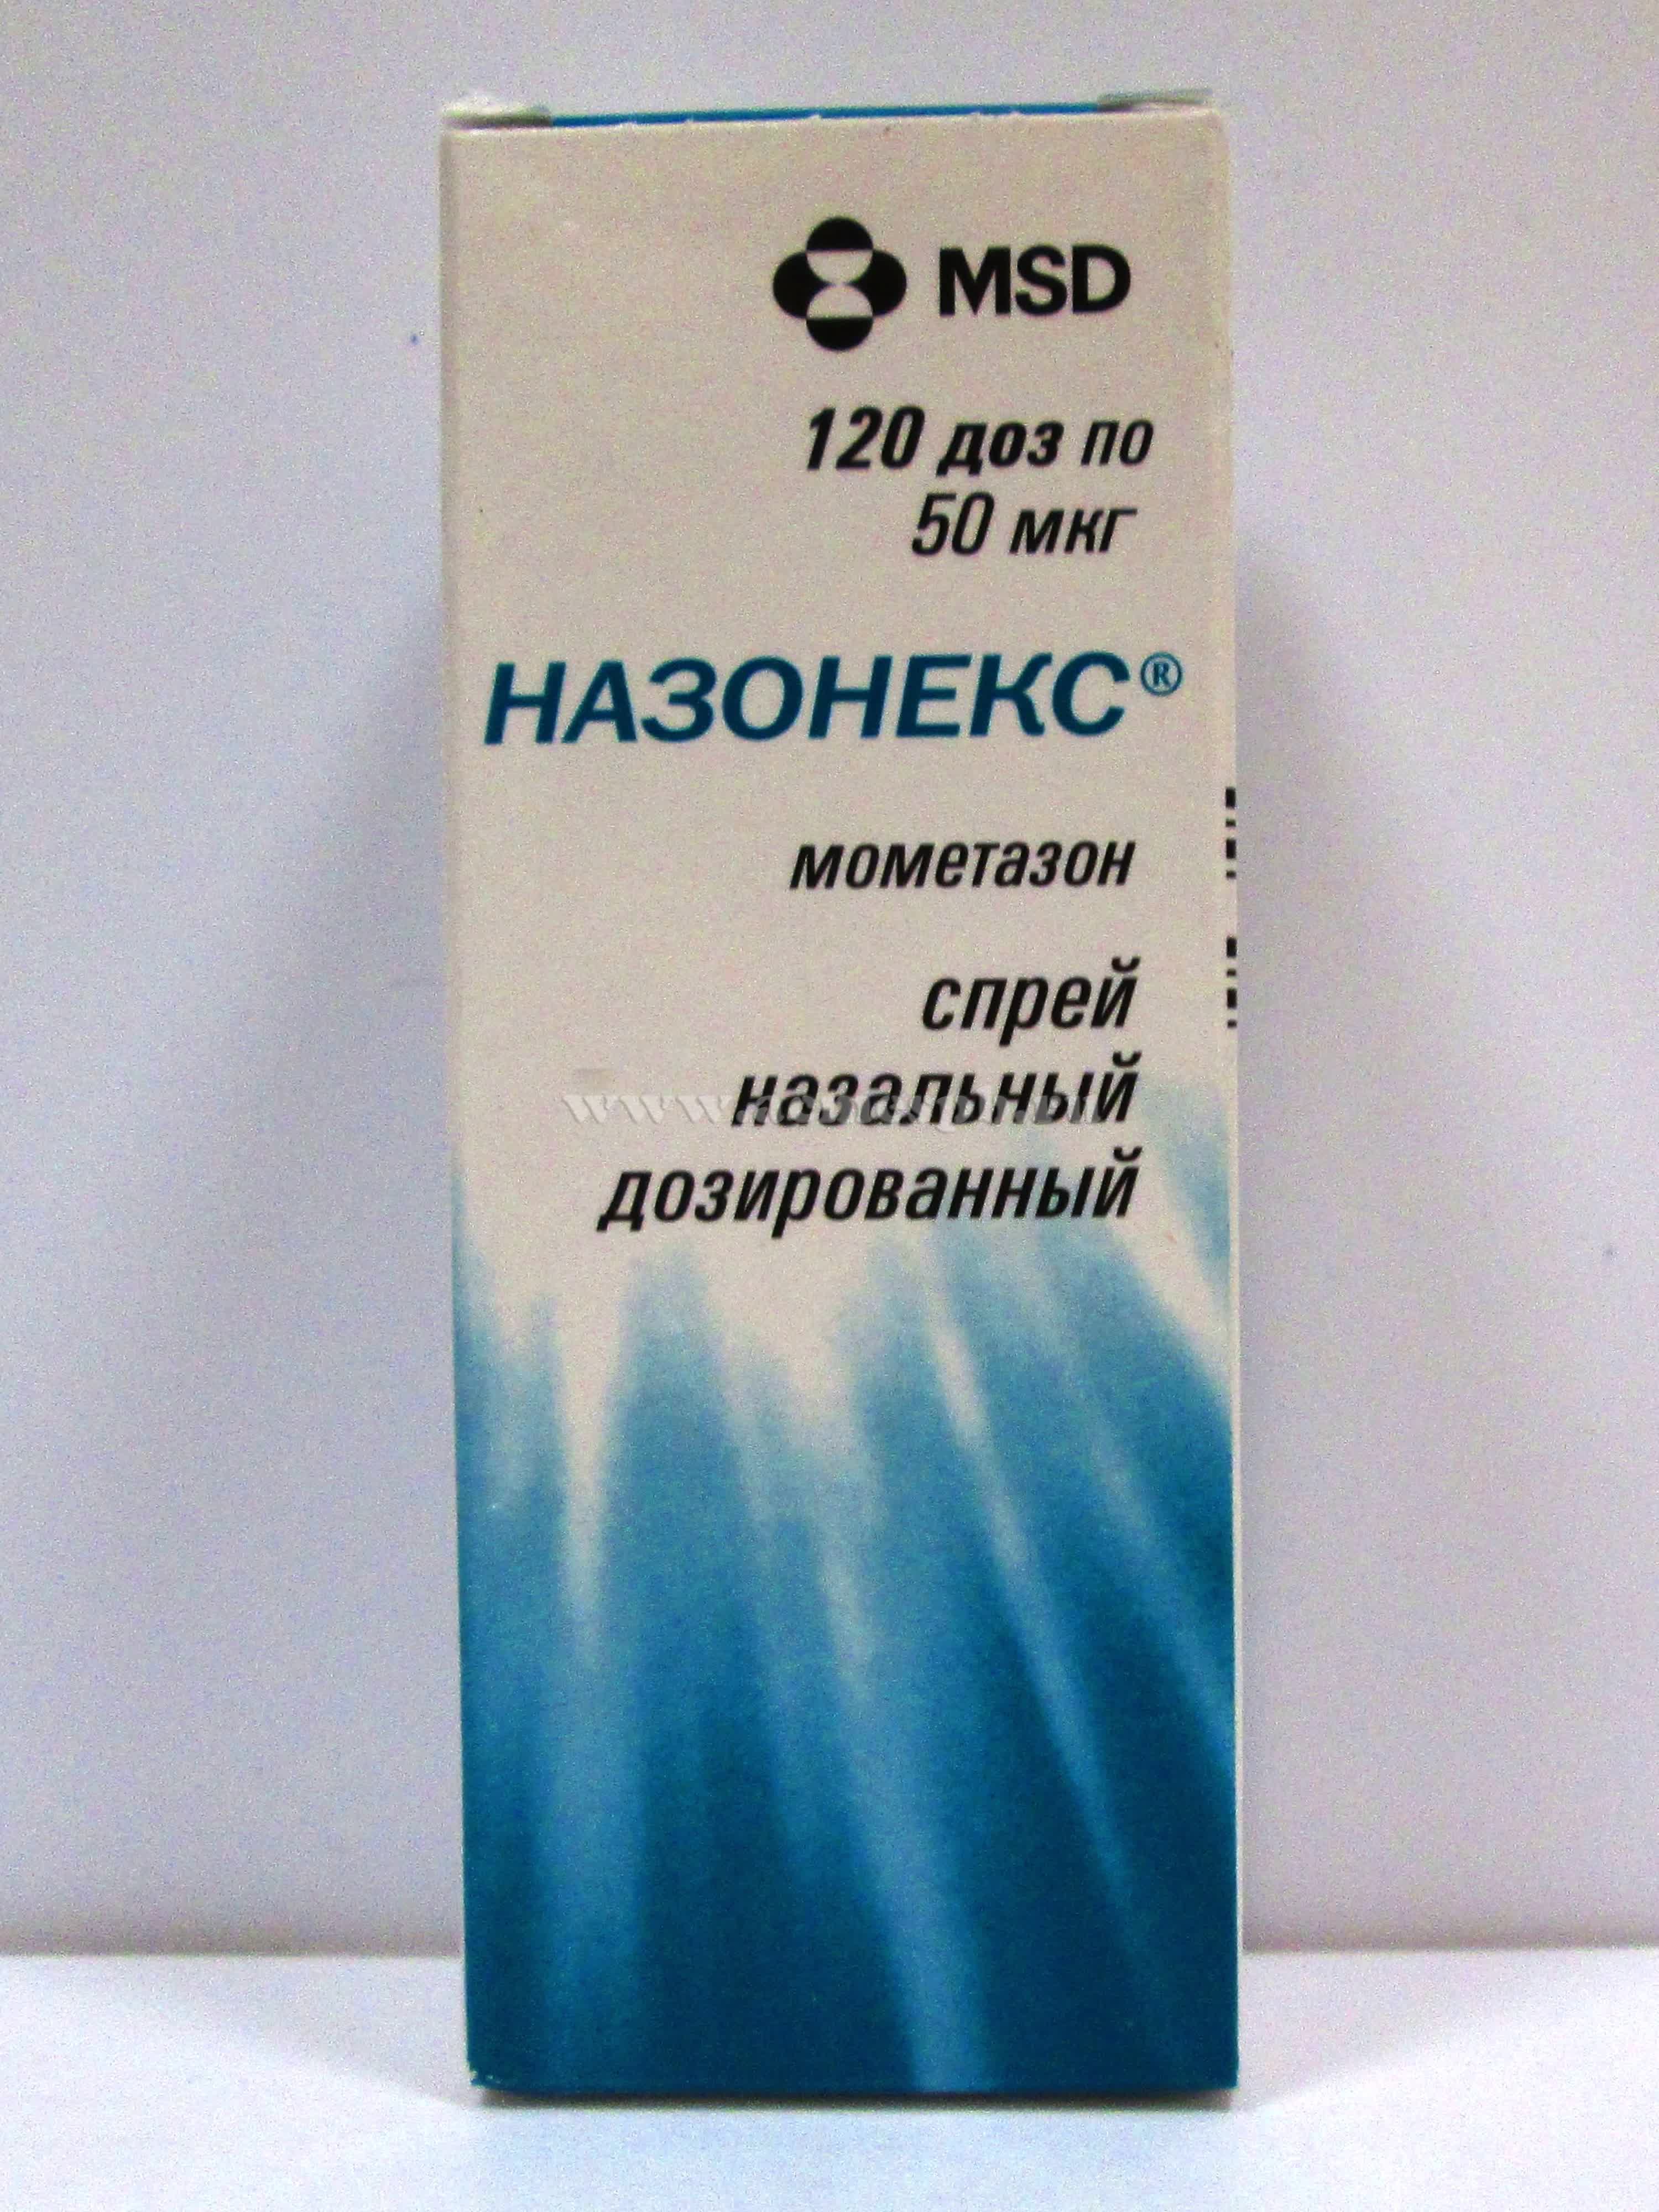 MSD
120 доз по
50 мкг
НАЗОНЕКС®
мометазон
спрей
назальный
дозированный